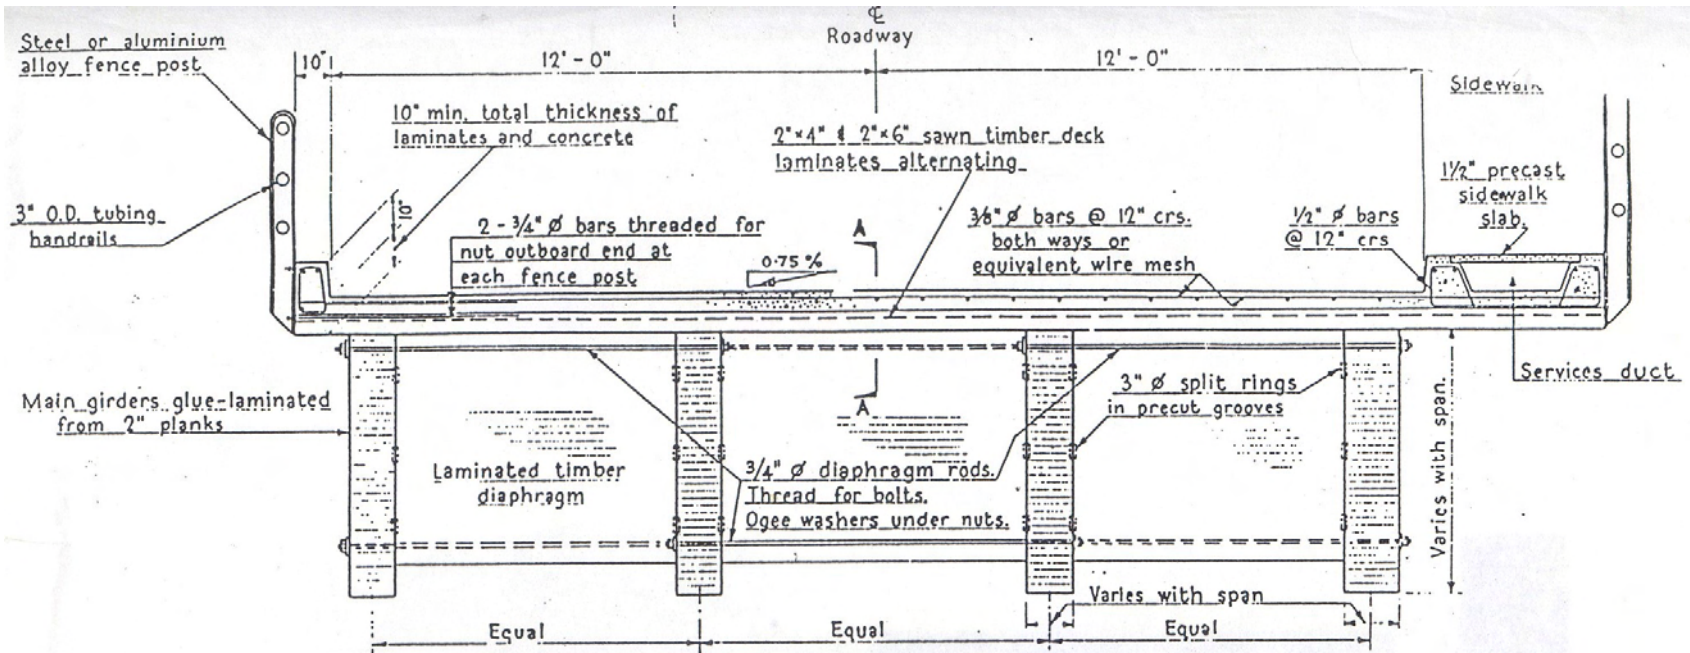 ℄
Roadway
Steel or aluminium
alloy fence post
10"
12' - 0"
12' - 0"
Sidewalk
10" min. total thickness of
laminates and concrete
2"×4" & 2"×6" sawn timber deck
laminates alternating
1½" precast
sidewalk
slab.
3" O.D. tubing
handrails
10"
2 - ¾" Ø bars threaded for
nut outboard end at
each fence post
A
0·75 %
⅜" Ø bars @ 12" crs.
both ways or
equivalent wire mesh
½" Ø bars
@ 12" crs
Services duct
Main girders glue-laminated
from 2" planks
A
3" Ø split rings
in precut grooves
Laminated timber
diaphragm
¾" Ø diaphragm rods.
Thread for bolts.
Ogee washers under nuts.
Varies with span.
Varies with span
Equal
Equal
Equal